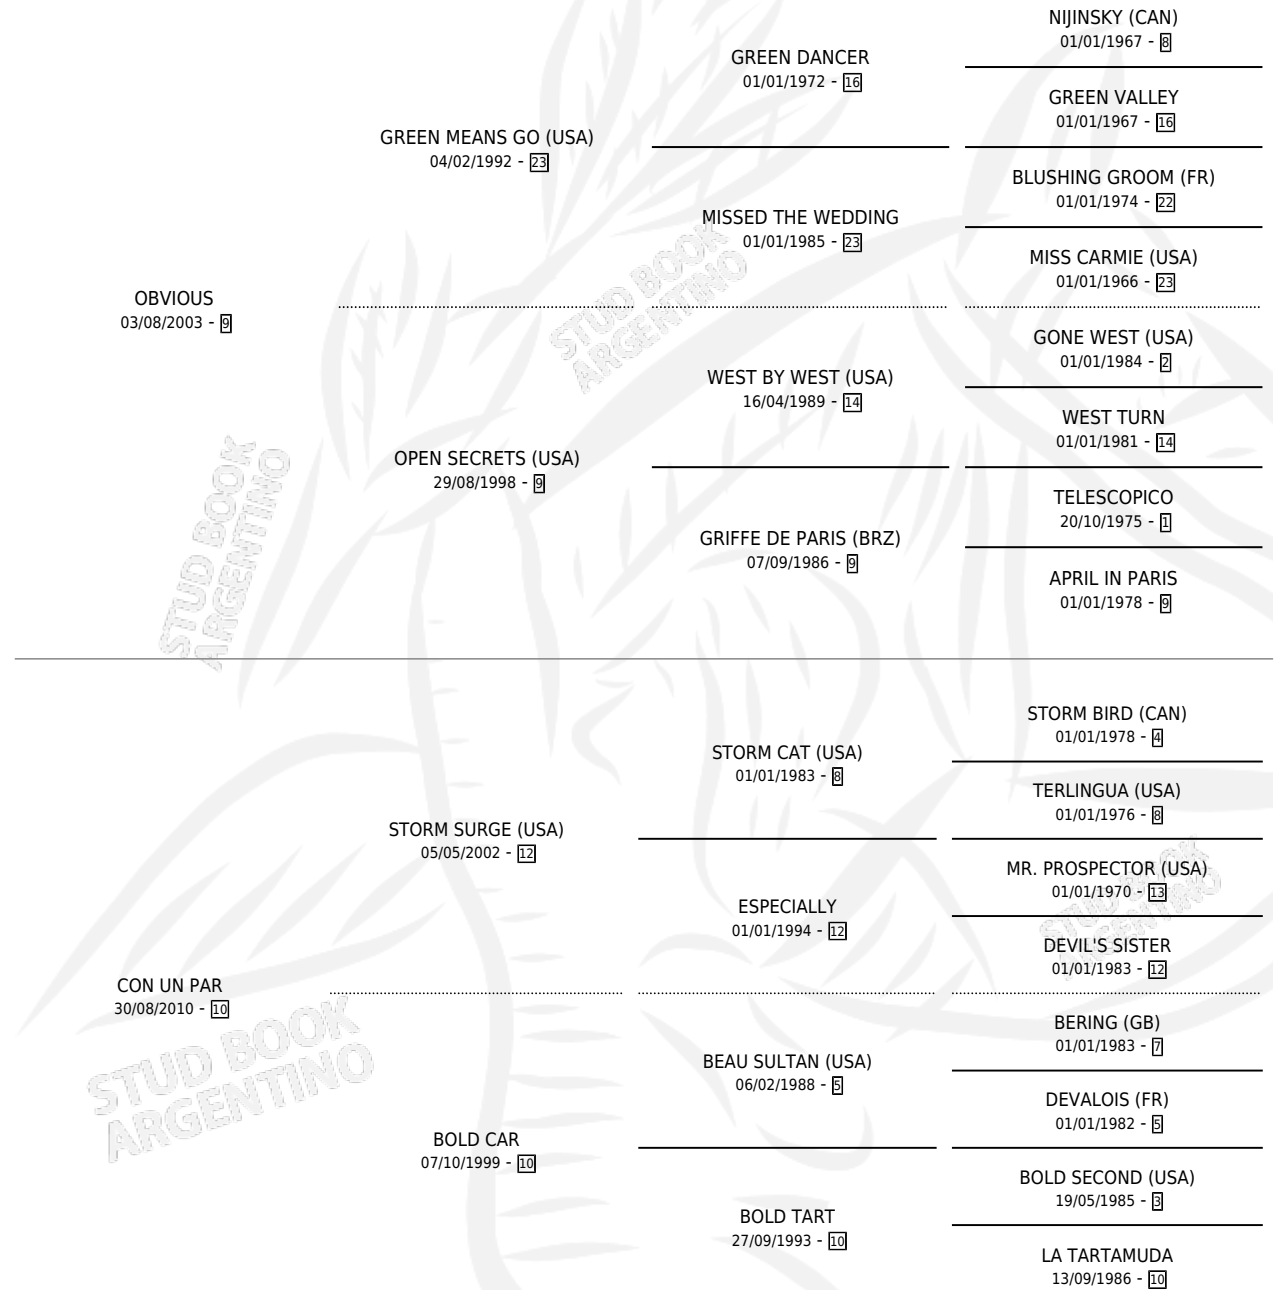 NIJINSKY (CAN)
01/01/1967 - 8
GREEN DANCER
01/01/1972 - 16
GREEN VALLEY
01/01/1967 - 16
GREEN MEANS GO (USA)
04/02/1992 - 23
BLUSHING GROOM (FR)
01/01/1974 - 22
MISSED THE WEDDING
01/01/1985 - 23
MISS CARMIE (USA)
01/01/1966 - 23
OBVIOUS
03/08/2003 - 9
GONE WEST (USA)
01/01/1984 - 2
WEST BY WEST (USA)
16/04/1989 - 14
WEST TURN
01/01/1981 - 14
OPEN SECRETS (USA)
29/08/1998 - 9
TELESCOPICO
20/10/1975 - 1
GRIFFE DE PARIS (BRZ)
07/09/1986 - 9
APRIL IN PARIS
01/01/1978 - 9
STUD BOOK
ARGENTINO
STUD BOOK
ARGENTINO
STORM BIRD (CAN)
01/01/1978 - 4
STORM CAT (USA)
01/01/1983 - 8
TERLINGUA (USA)
01/01/1976 - 8
STORM SURGE (USA)
05/05/2002 - 12
MR. PROSPECTOR (USA)
01/01/1970 - 13
ESPECIALLY
01/01/1994 - 12
DEVIL'S SISTER
01/01/1983 - 12
CON UN PAR
30/08/2010 - 10
BERING (GB)
01/01/1983 - 7
BEAU SULTAN (USA)
06/02/1988 - 5
DEVALOIS (FR)
01/01/1982 - 5
BOLD CAR
07/10/1999 - 10
BOLD SECOND (USA)
19/05/1985 - 3
BOLD TART
27/09/1993 - 10
LA TARTAMUDA
13/09/1986 - 10
STUD BOOK
ARGENTINO
STUD BOOK
ARGENTINO